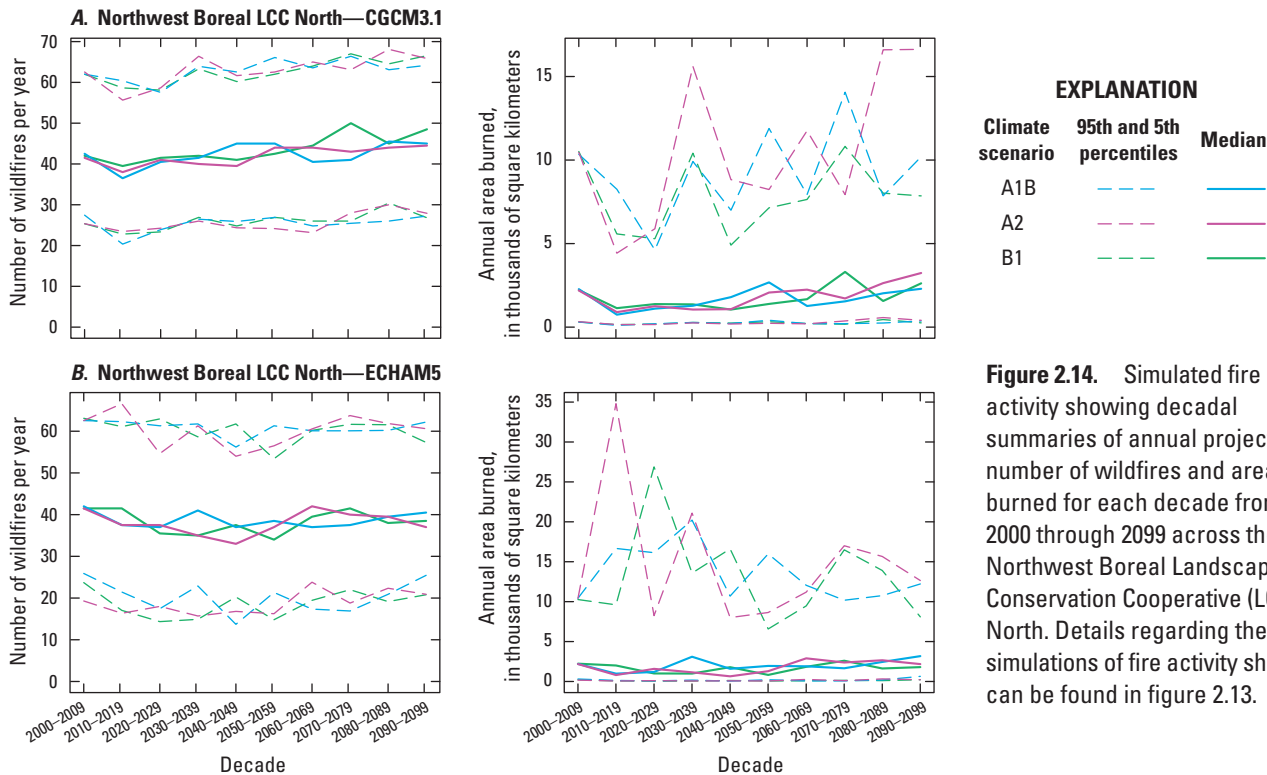 A. Northwest Boreal LCC North—CGCM3.1
Number of wildfires per year
70
60
50
40
30
20
10
0
Annual area burned,
in thousands of square kilometers
15
10
5
0
EXPLANATION
Climate scenario
95th and 5th percentiles
Median
A1B
A2
B1
B. Northwest Boreal LCC North—ECHAM5
Number of wildfires per year
60
50
40
30
20
10
0
2000–2009
2010–2019
2020–2029
2030–2039
2040–2049
2050–2059
2060–2069
2070–2079
2080–2089
2090–2099
Decade
Annual area burned,
in thousands of square kilometers
35
30
25
20
15
10
5
0
2000–2009
2010–2019
2020–2029
2030–2039
2040–2049
2050–2059
2060–2069
2070–2079
2080–2089
2090–2099
Decade
Figure 2.14. Simulated fire
activity showing decadal
summaries of annual projec
number of wildfires and area
burned for each decade fro
2000 through 2099 across th
Northwest Boreal Landscap
Conservation Cooperative (L
North. Details regarding the
simulations of fire activity sh
can be found in figure 2.13.